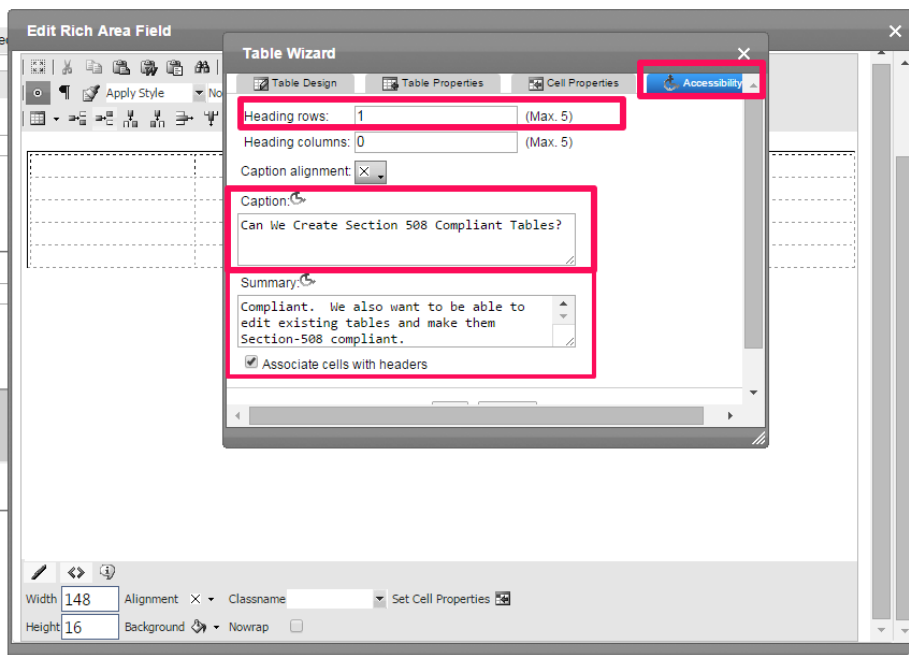 Edit Rich Area Field
Table Wizard
Table Design
Table Properties
Cell Properties
Accessibility
Apply Style
No
Heading rows: 1 (Max. 5)
Heading columns: 0 (Max. 5)
Caption alignment:
Caption:
Can We Create Section 508 Compliant Tables?
Summary:
Compliant. We also want to be able to
edit existing tables and make them
Section-508 compliant.
Associate cells with headers
Width 148 Alignment Classname Set Cell Properties
Height 16 Background Nowrap